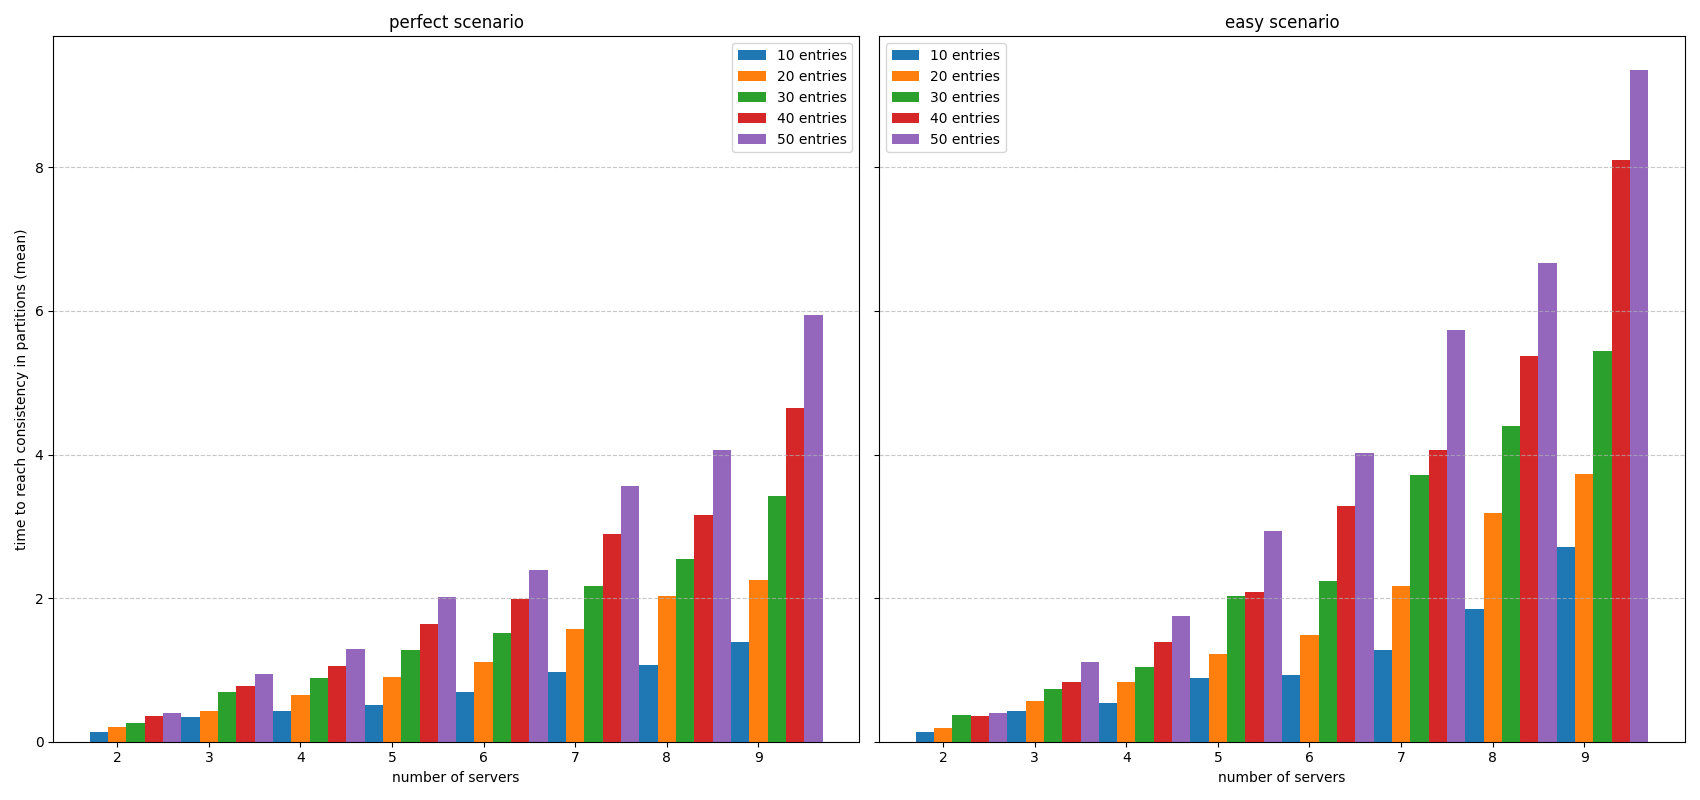 perfect scenario
10 entries
20 entries
30 entries
40 entries
50 entries
time to reach consistency in partitions (mean)
8
6
4
2
0
2 3 4 5 6 7 8 9
number of servers
easy scenario
10 entries
20 entries
30 entries
40 entries
50 entries
2 3 4 5 6 7 8 9
number of servers